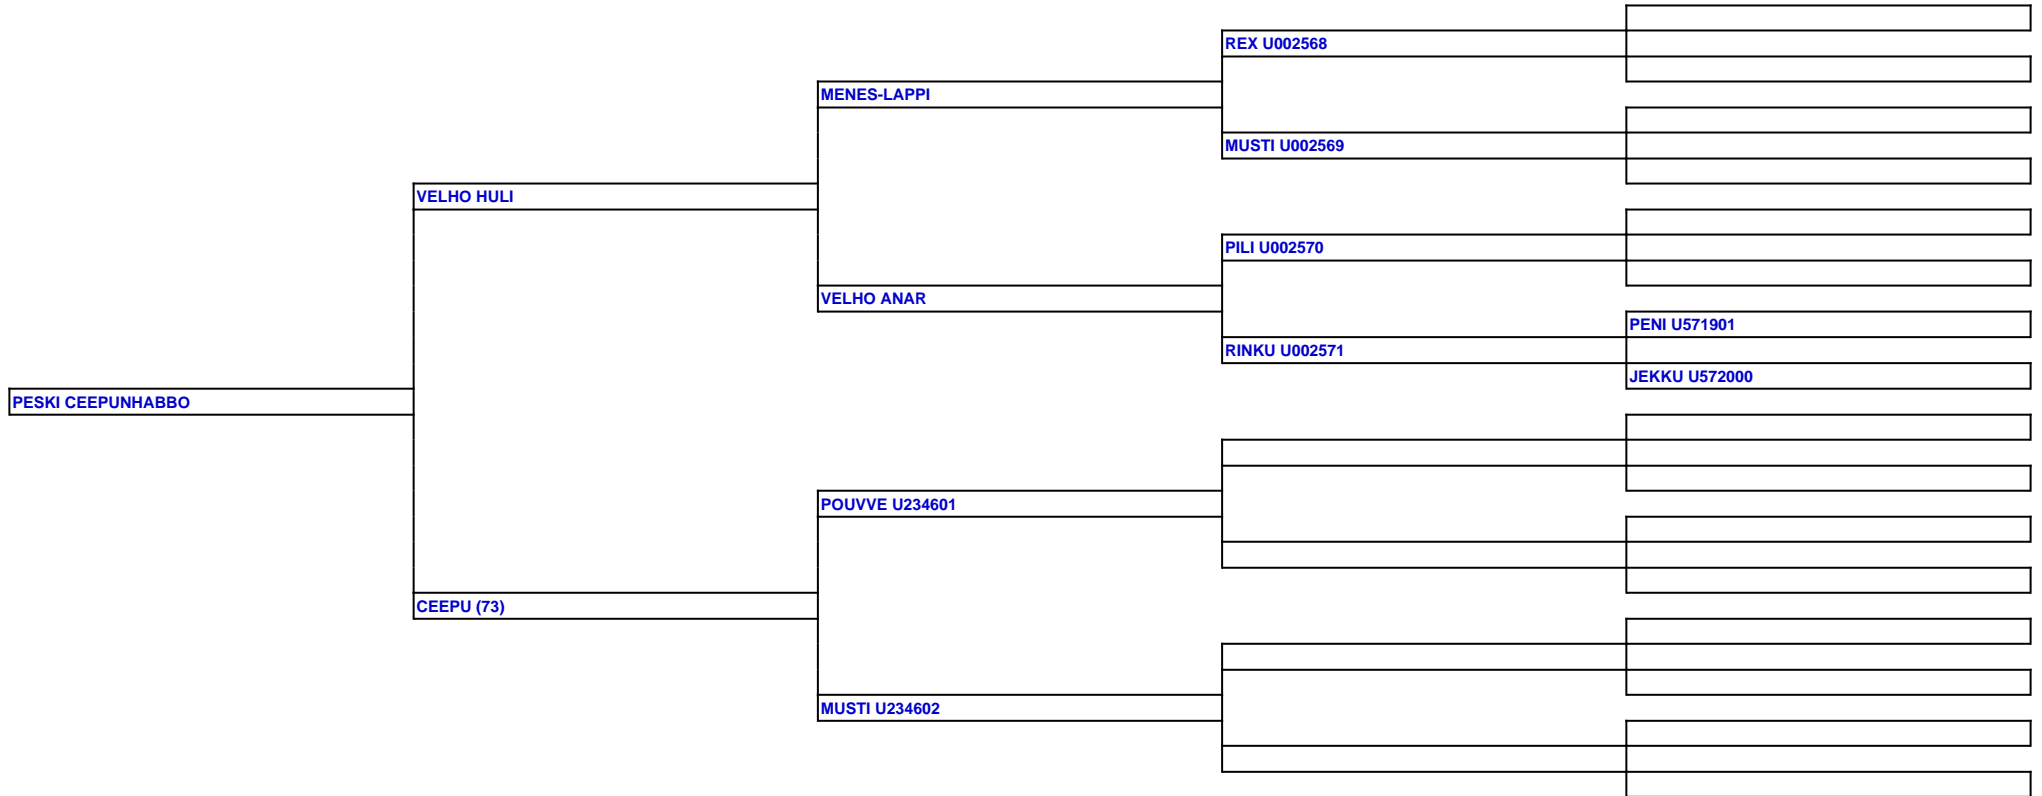 REX U002568
MENES-LAPPI
MUSTI U002569
VELHO HULI
PILI U002570
VELHO ANAR
PENI U571901
RINKU U002571
JEKKU U572000
PESKI CEEPUNHABBO
POUVVE U234601
CEEPU (73)
MUSTI U234602